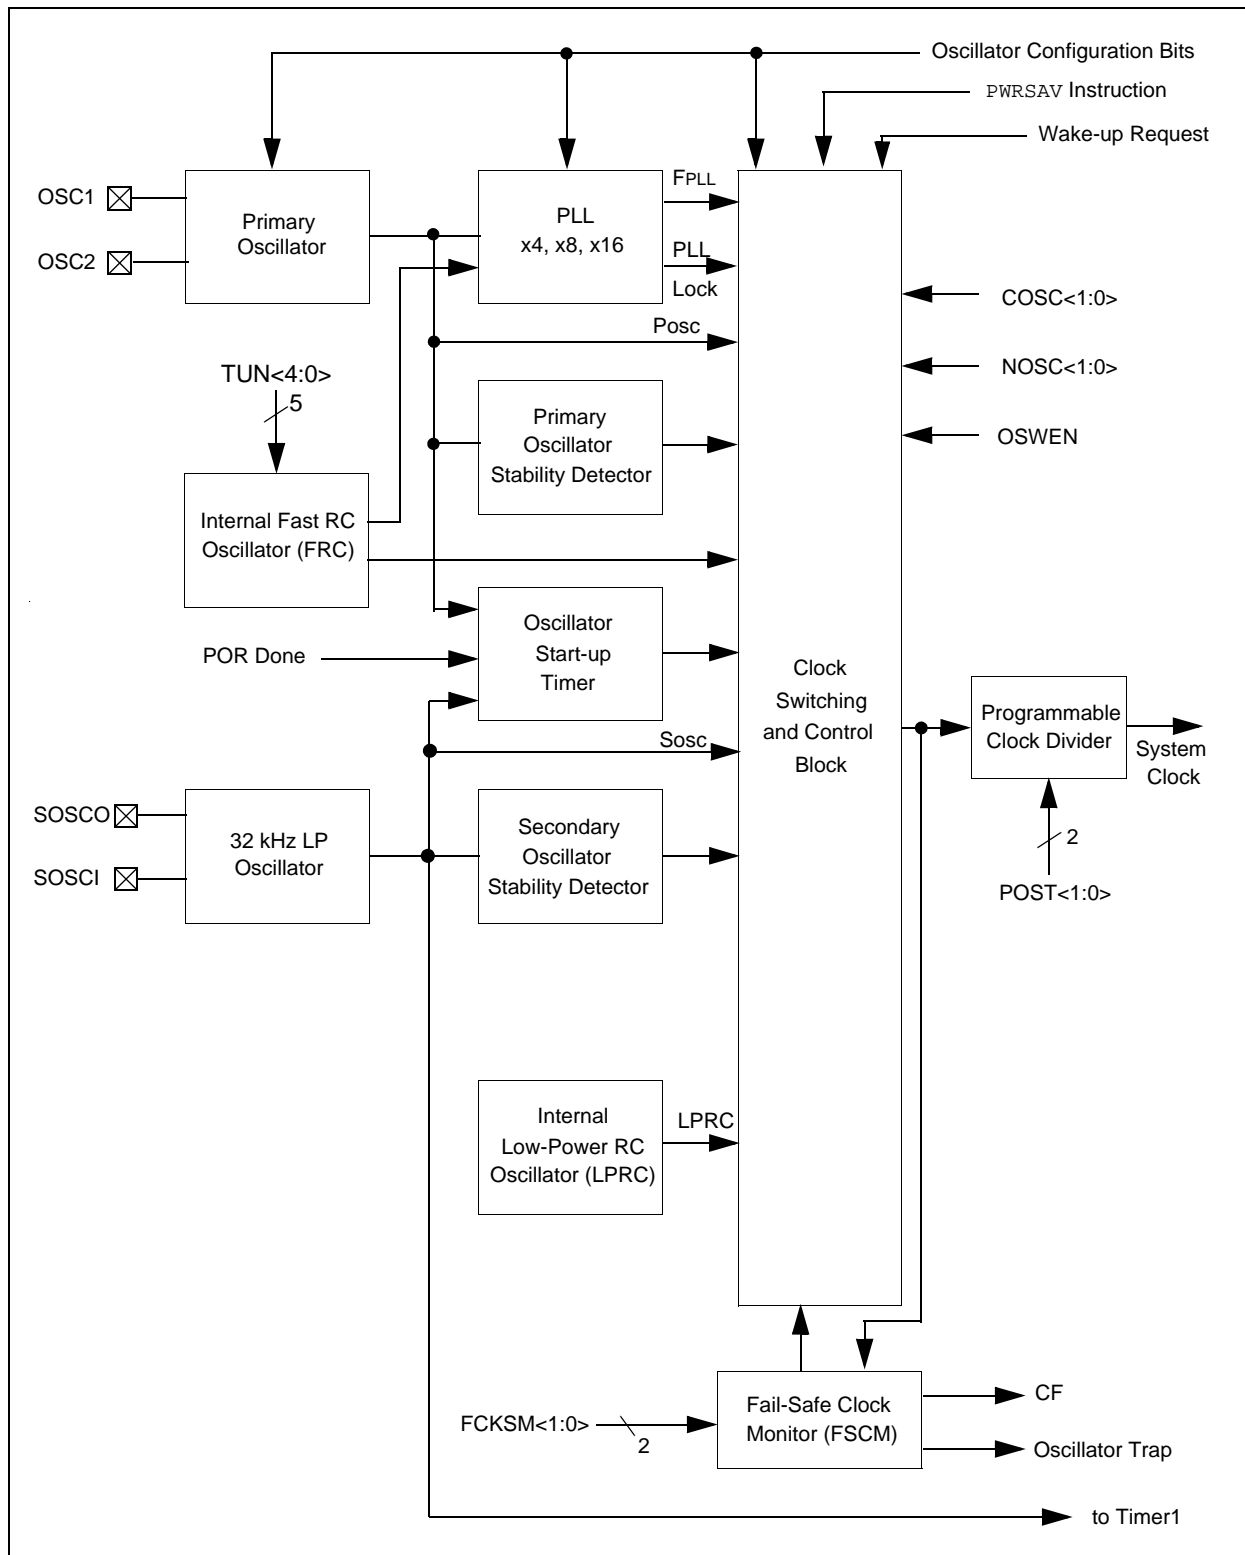 Oscillator Configuration Bits
PWRSAV Instruction
Wake-up Request
OSC1
OSC2
Primary
Oscillator
PLL
x4, x8, x16
FPLL
PLL
Lock
COSC<1:0>
NOSC<1:0>
OSWEN
Posc
TUN<4:0>
5
Primary
Oscillator
Stability Detector
Internal Fast RC
Oscillator (FRC)
POR Done
Oscillator
Start-up
Timer
Clock
Switching
and Control
Block
Programmable
Clock Divider
System
Clock
2
POST<1:0>
Sosc
SOSCO
SOSCI
32 kHz LP
Oscillator
Secondary
Oscillator
Stability Detector
Internal
Low-Power RC
Oscillator (LPRC)
LPRC
FCKSM<1:0>
2
Fail-Safe Clock
Monitor (FSCM)
CF
Oscillator Trap
to Timer1